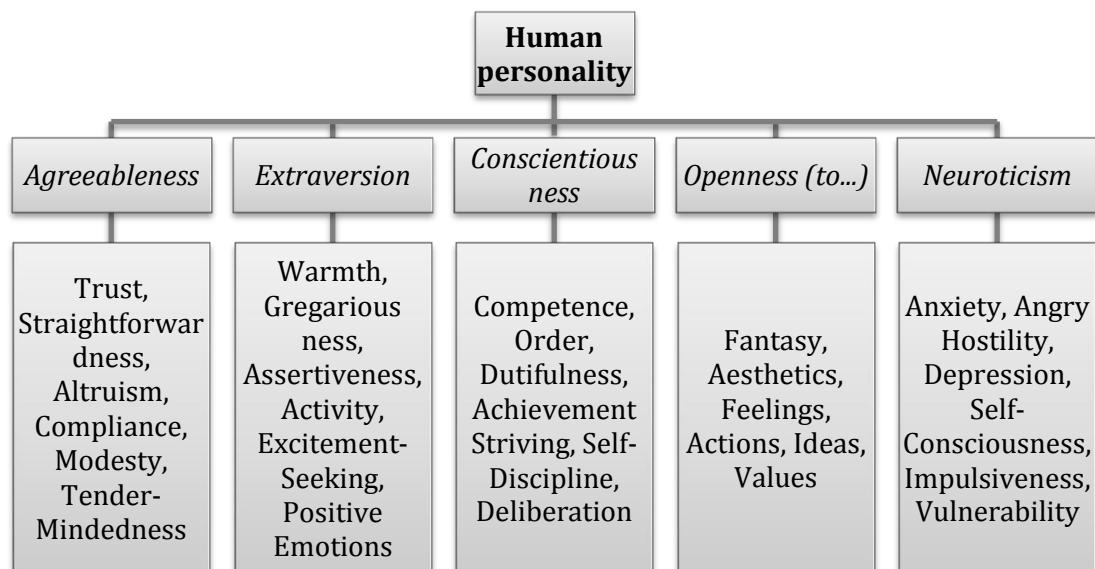 Human
personality
Agreeableness
Extraversion
Conscientious
ness
Openness (to...)
Neuroticism
Trust,
Straightforwa
rdness,
Altruism,
Compliance,
Modesty,
Tender-
Mindedness
Warmth,
Gregarious
ness,
Assertiveness,
Activity,
Excitement-
Seeking,
Positive
Emotions
Competence,
Order,
Dutifulness,
Achievement
Striving, Self-
Discipline,
Deliberation
Fantasy,
Aesthetics,
Feelings,
Actions, Ideas,
Values
Anxiety, Angry
Hostility,
Depression,
Self-
Consciousness,
Impulsiveness,
Vulnerability